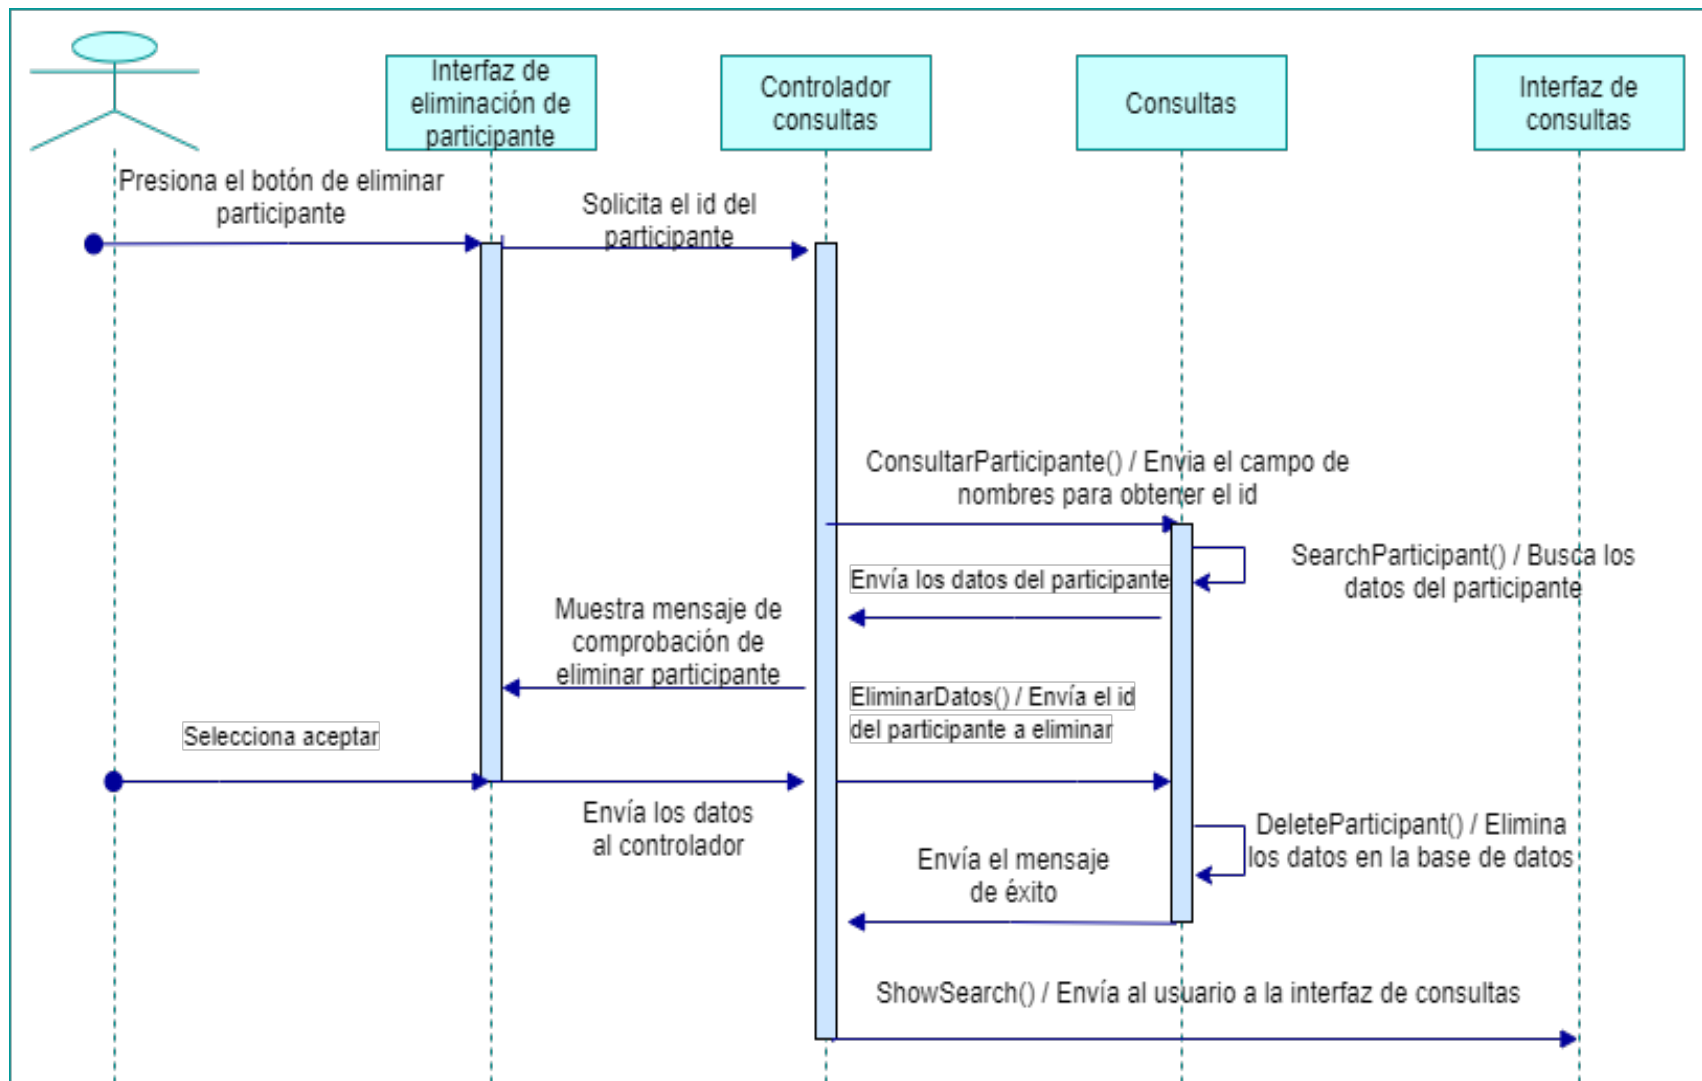 Interfaz de
eliminación de
participante
Controlador
consultas
Consultas
Interfaz de
consultas
Presiona el botón de eliminar
participante
Solicita el id del
participante
ConsultarParticipante() / Envia el campo de
nombres para obtener el id
SearchParticipant() / Busca los
datos del participante
Envía los datos del participante
Muestra mensaje de
comprobación de
eliminar participante
EliminarDatos() / Envía el id
del participante a eliminar
Selecciona aceptar
Envía los datos
al controlador
DeleteParticipant() / Elimina
los datos en la base de datos
Envía el mensaje
de éxito
ShowSearch() / Envía al usuario a la interfaz de consultas